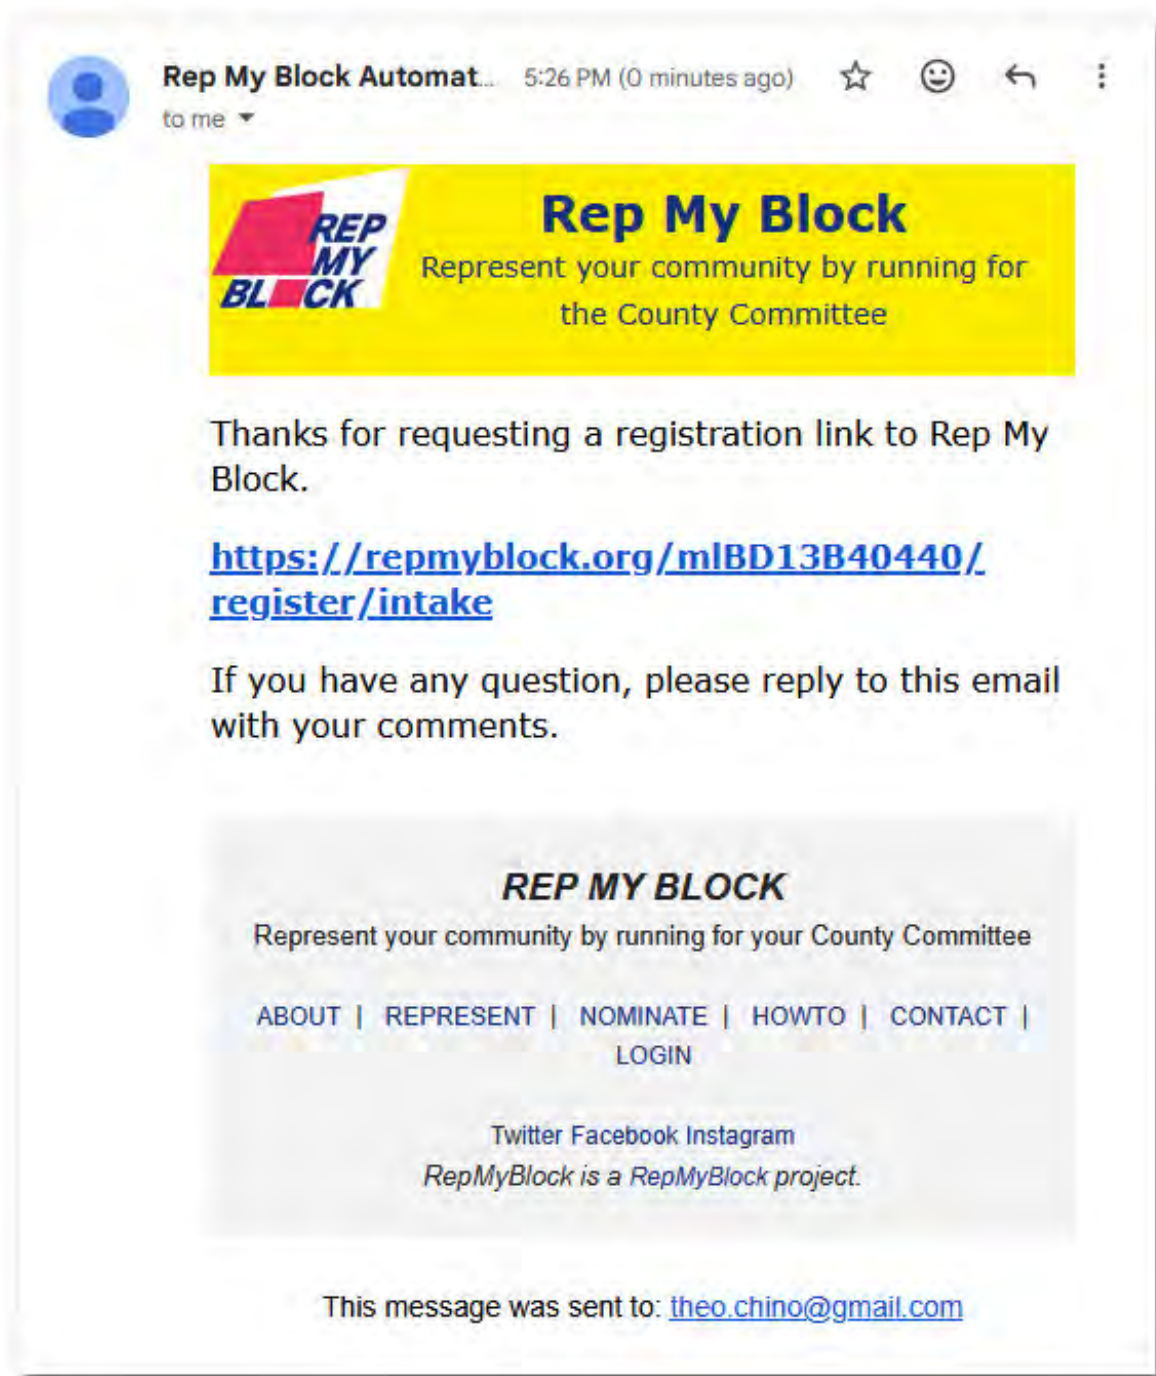 Rep My Block Automat... 5:26 PM (0 minutes ago)
to me
REP
MY
BLOCK
Rep My Block
Represent your community by running for
the County Committee
Thanks for requesting a registration link to Rep My
Block.
https://repmyblock.org/mlBD13B40440/
register/intake
If you have any question, please reply to this email
with your comments.
REP MY BLOCK
Represent your community by running for your County Committee
ABOUT | REPRESENT | NOMINATE | HOWTO | CONTACT |
LOGIN
Twitter Facebook Instagram
RepMyBlock is a RepMyBlock project.
This message was sent to: theo.chino@gmail.com